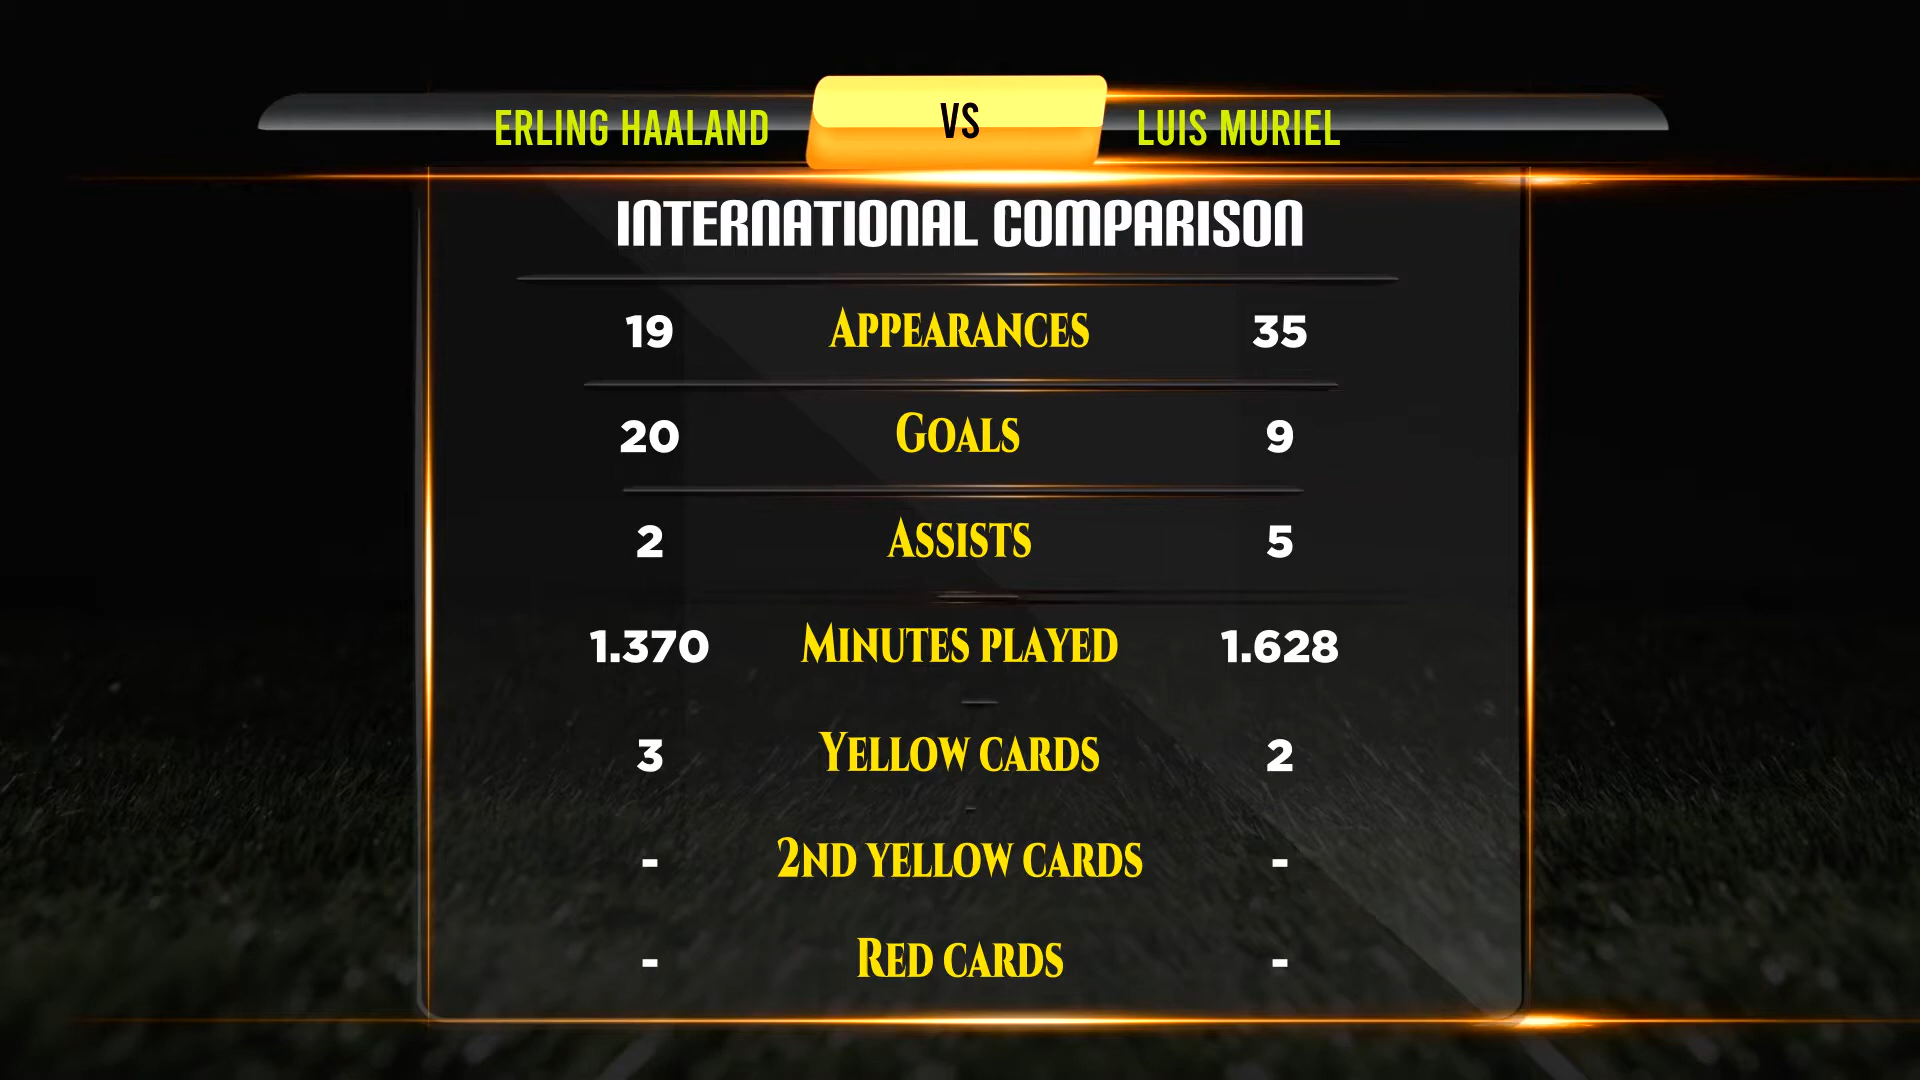 ERLING HAALAND VS LUIS MURIEL
INTERNATIONAL COMPARISON
19 APPEARANCES 35
20 GOALS 9
2 ASSISTS 5
1.370 MINUTES PLAYED 1.628
3 YELLOW CARDS 2
- 2ND YELLOW CARDS -
- RED CARDS -